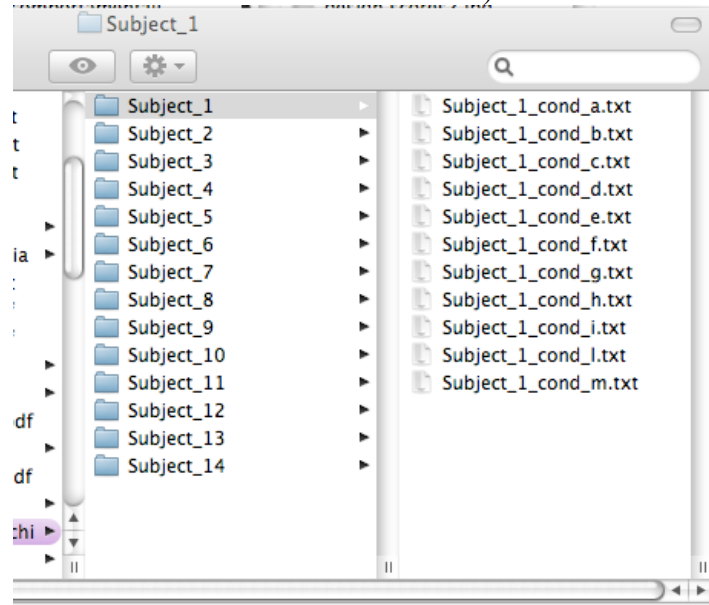 Subject_1
Subject_1
Subject_2
Subject_3
Subject_4
Subject_5
Subject_6
Subject_7
Subject_8
Subject_9
Subject_10
Subject_11
Subject_12
Subject_13
Subject_14
Subject_1_cond_a.txt
Subject_1_cond_b.txt
Subject_1_cond_c.txt
Subject_1_cond_d.txt
Subject_1_cond_e.txt
Subject_1_cond_f.txt
Subject_1_cond_g.txt
Subject_1_cond_h.txt
Subject_1_cond_i.txt
Subject_1_cond_l.txt
Subject_1_cond_m.txt